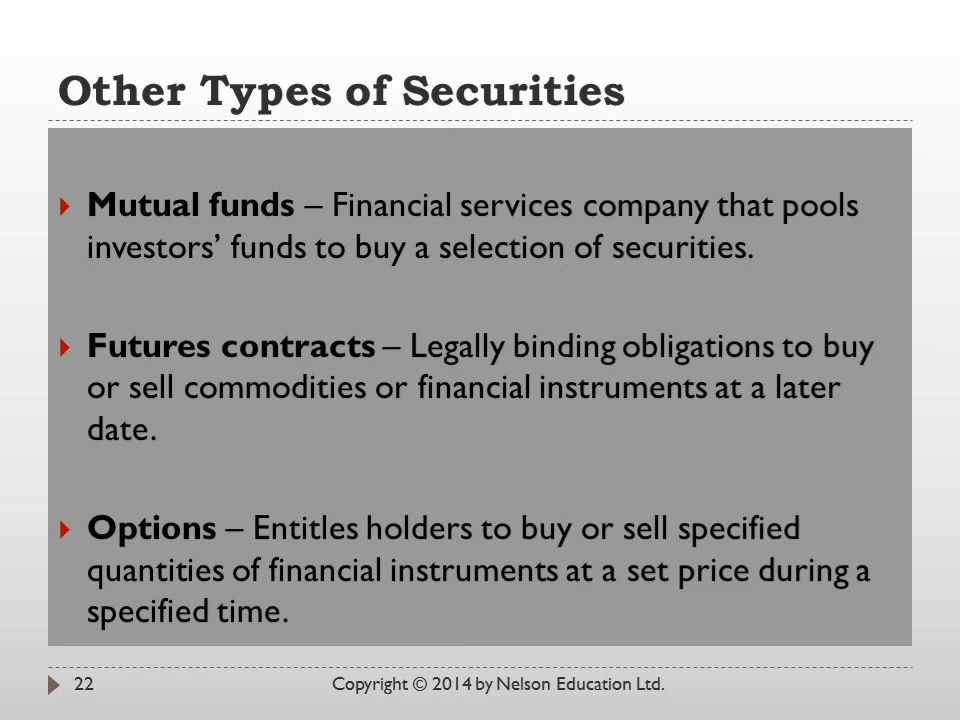 Other Types of Securities
Mutual funds – Financial services company that pools
investors’ funds to buy a selection of securities.
Futures contracts – Legally binding obligations to buy
or sell commodities or financial instruments at a later
date.
Options – Entitles holders to buy or sell specified
quantities of financial instruments at a set price during a
specified time.
22 Copyright © 2014 by Nelson Education Ltd.